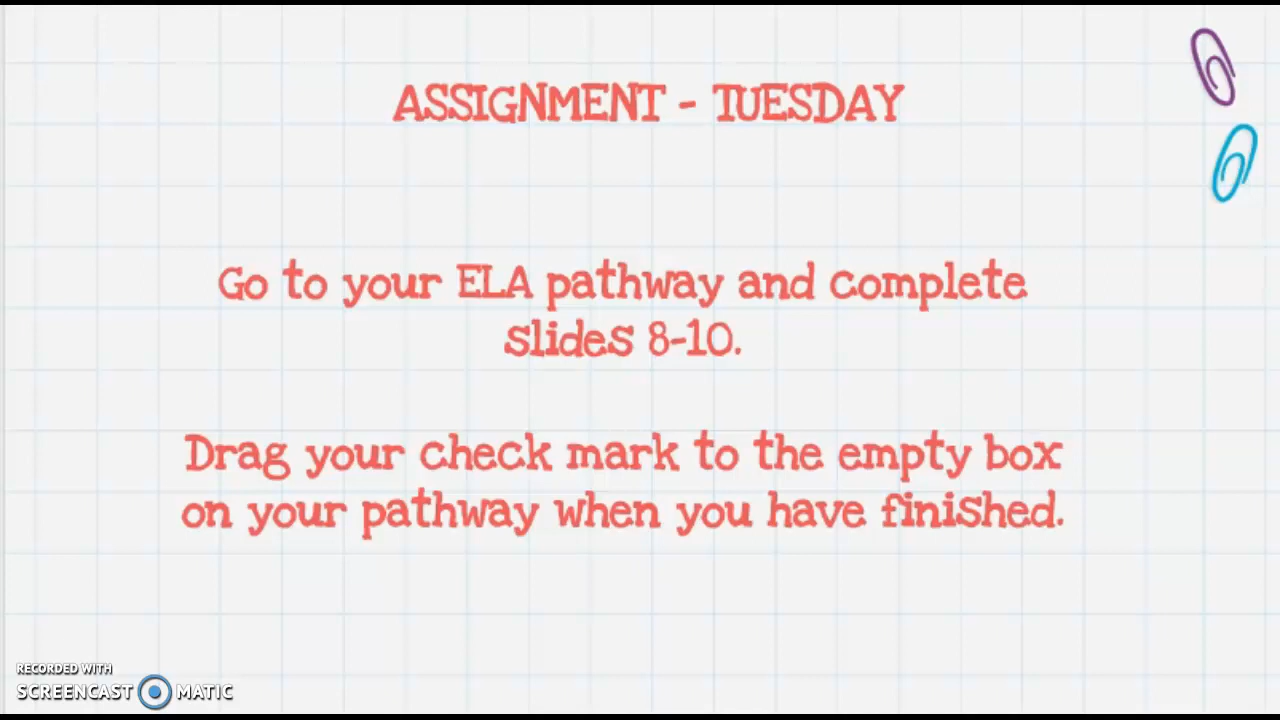 ASSIGNMENT - TUESDAY
Go to your ELA pathway and complete
slides 8-10.
Drag your check mark to the empty box
on your pathway when you have finished.
RECORDED WITH
SCREENCAST MATIC